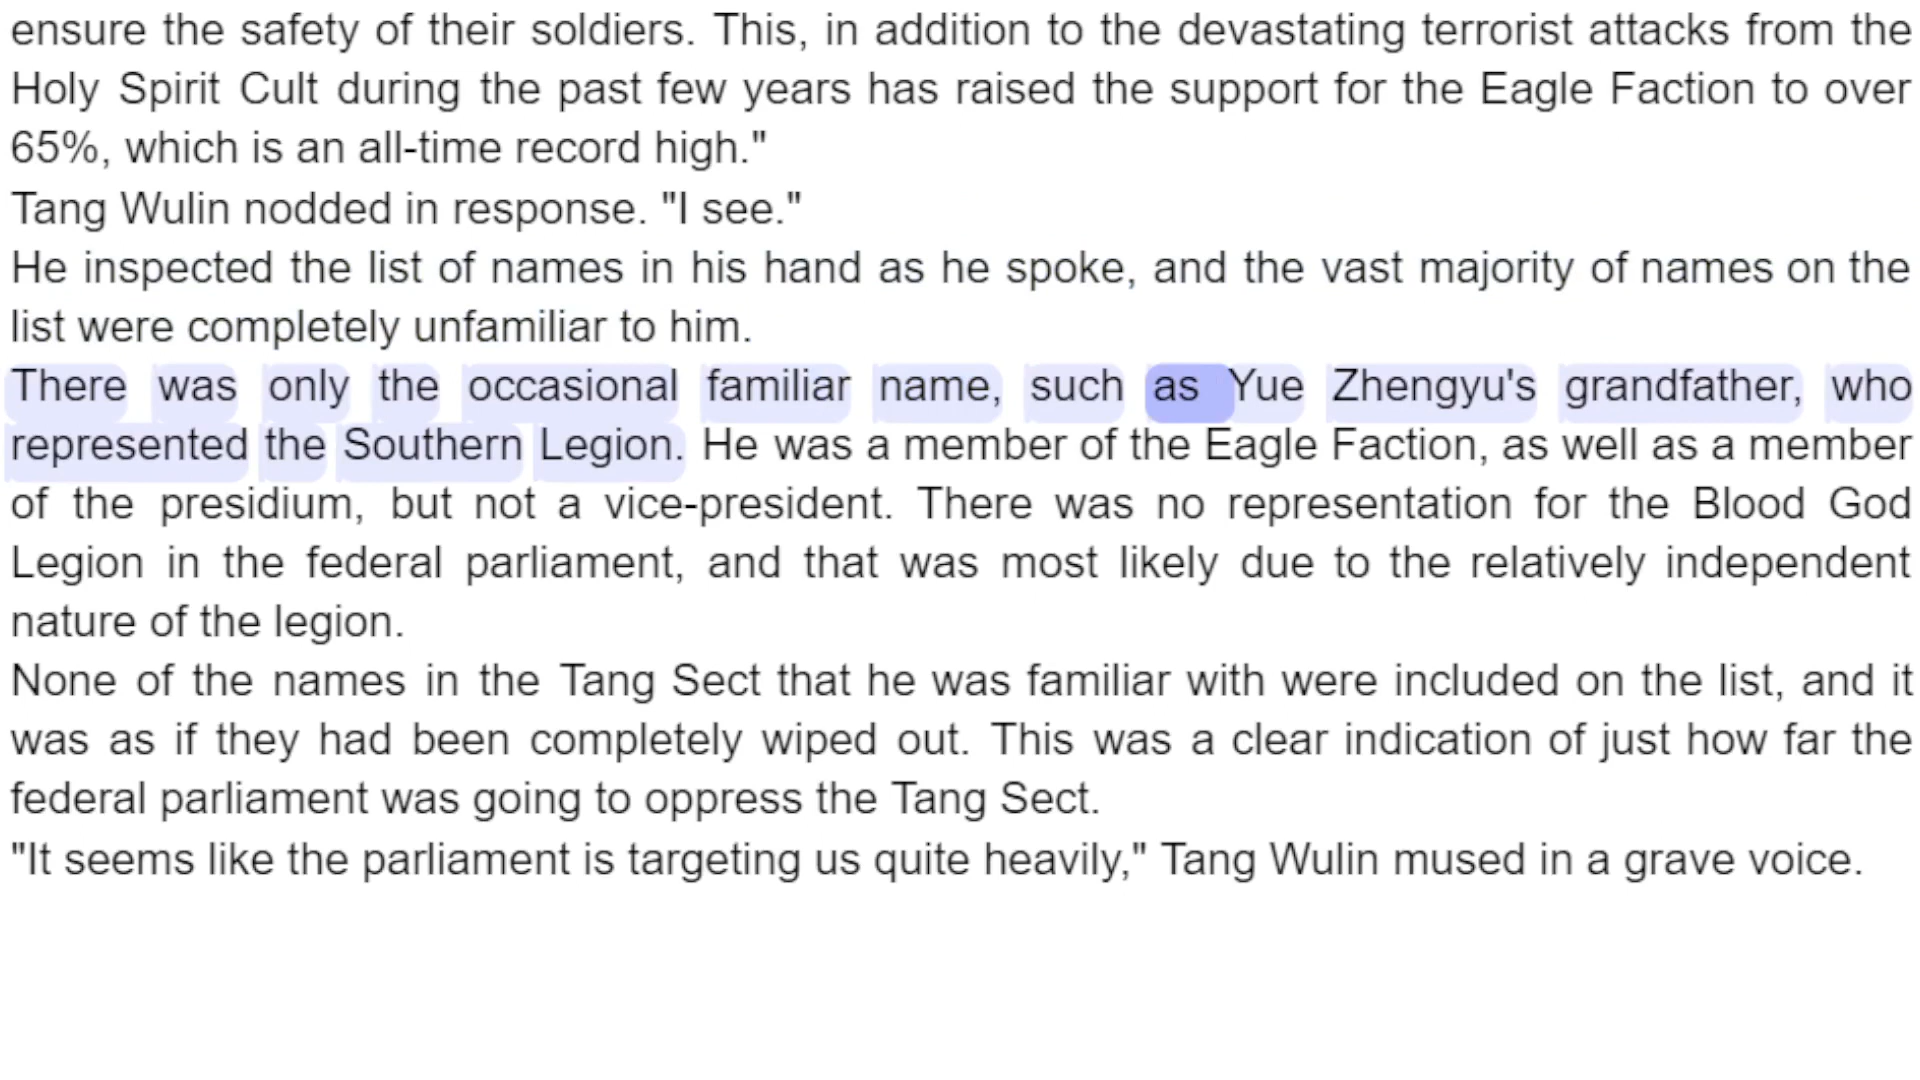 ensure the safety of their soldiers. This, in addition to the devastating terrorist attacks from the
Holy Spirit Cult during the past few years has raised the support for the Eagle Faction to over
65%, which is an all-time record high."
Tang Wulin nodded in response. "I see."
He inspected the list of names in his hand as he spoke, and the vast majority of names on the
list were completely unfamiliar to him.
There was only the occasional familiar name, such as Yue Zhengyu's grandfather, who
represented the Southern Legion. He was a member of the Eagle Faction, as well as a member
of the presidium, but not a vice-president. There was no representation for the Blood God
Legion in the federal parliament, and that was most likely due to the relatively independent
nature of the legion.
None of the names in the Tang Sect that he was familiar with were included on the list, and it
was as if they had been completely wiped out. This was a clear indication of just how far the
federal parliament was going to oppress the Tang Sect.
"It seems like the parliament is targeting us quite heavily," Tang Wulin mused in a grave voice.